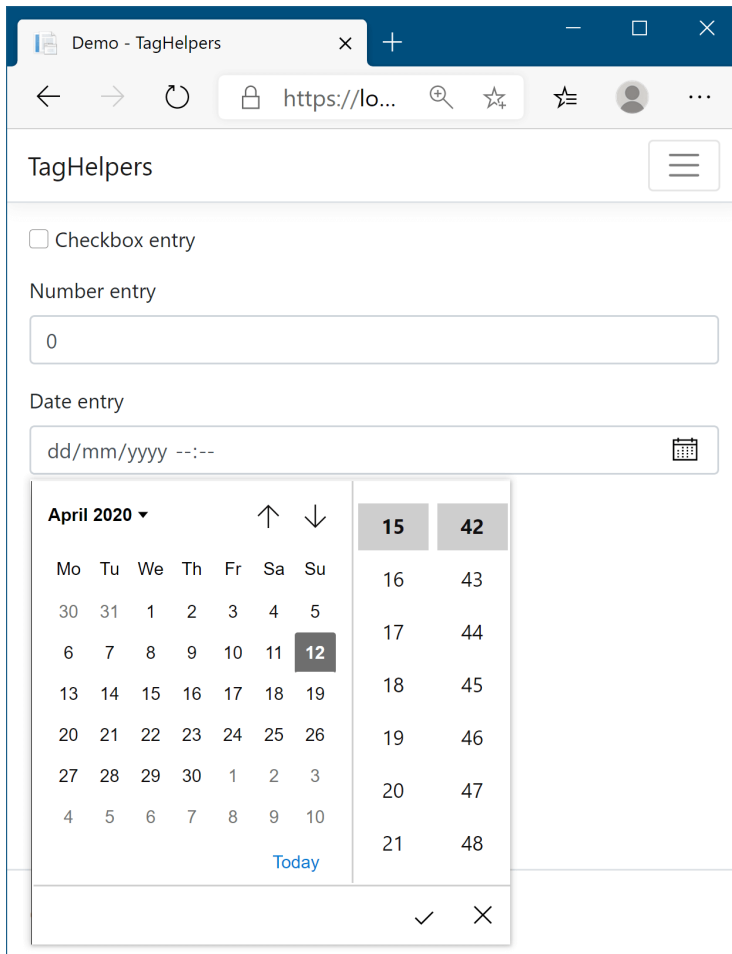 Demo - TagHelpers
https://lo...
TagHelpers
Checkbox entry
Number entry
0
Date entry
dd/mm/yyyy --:--
April 2020
Mo Tu We Th Fr Sa Su
30 31 1 2 3 4 5
6 7 8 9 10 11 12
13 14 15 16 17 18 19
20 21 22 23 24 25 26
27 28 29 30 1 2 3
4 5 6 7 8 9 10
Today
15 42
16 43
17 44
18 45
19 46
20 47
21 48